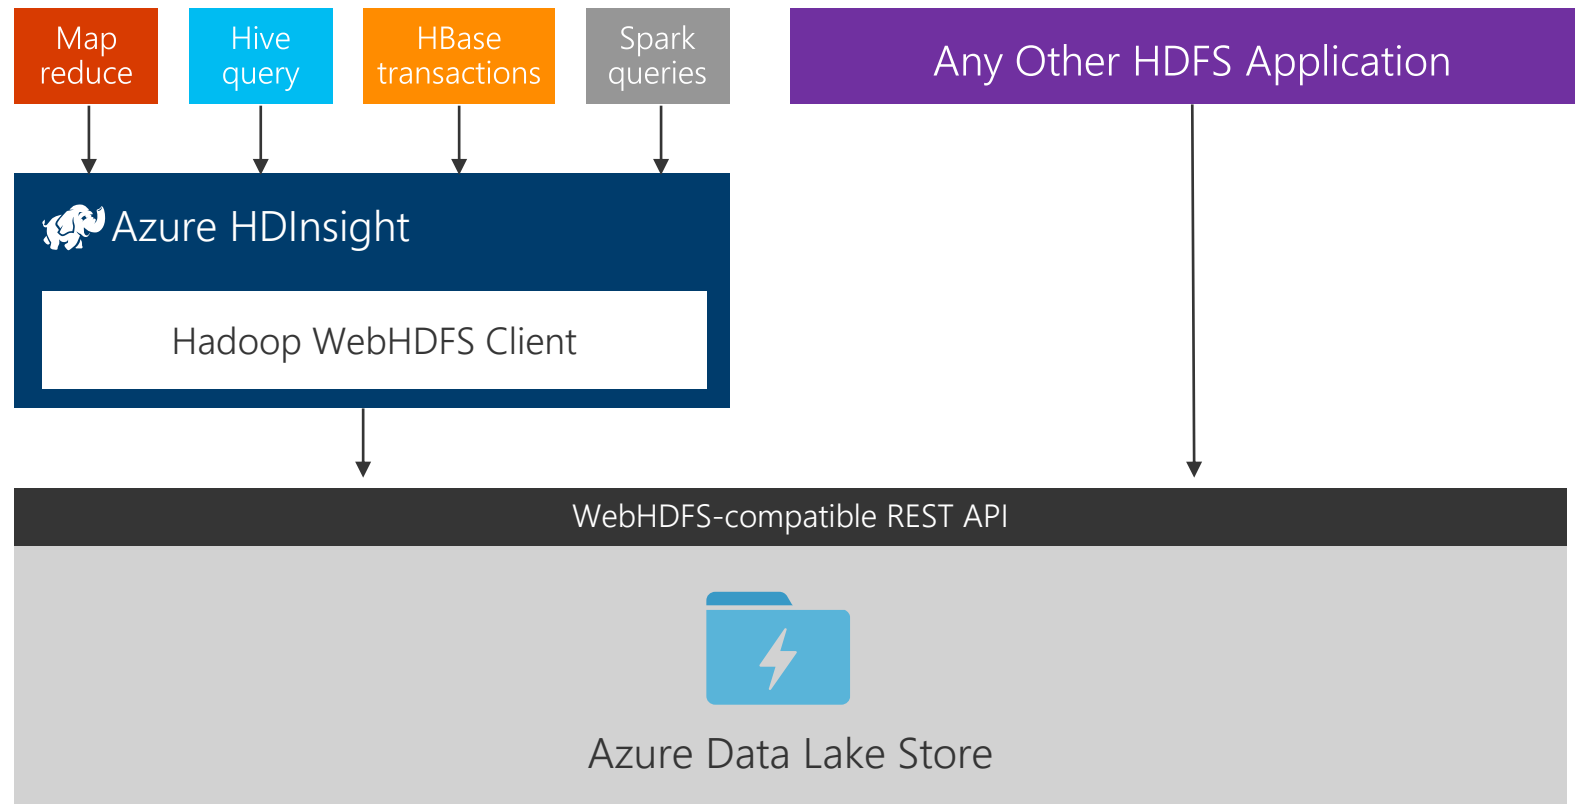 Map
reduce
Hive
query
HBase
transactions
Spark
queries
Any Other HDFS Application
Azure HDInsight
Hadoop WebHDFS Client
WebHDFS-compatible REST API
Azure Data Lake Store